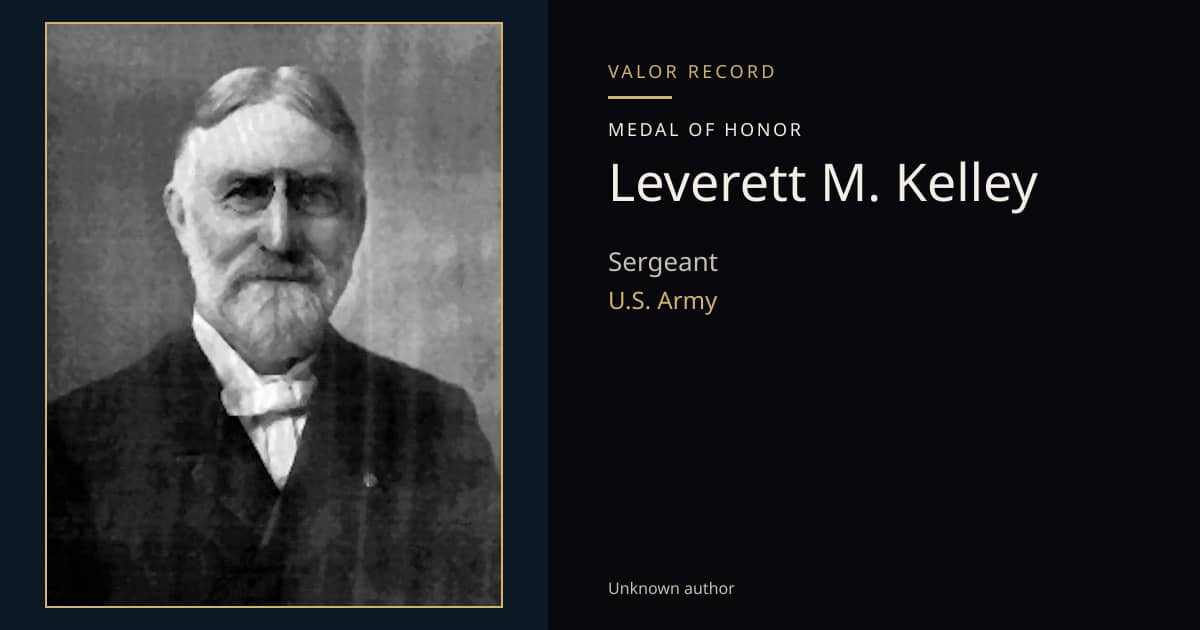 VALOR RECORD
MEDAL OF HONOR
Leverett M. Kelley
Sergeant
U.S. Army
Unknown author